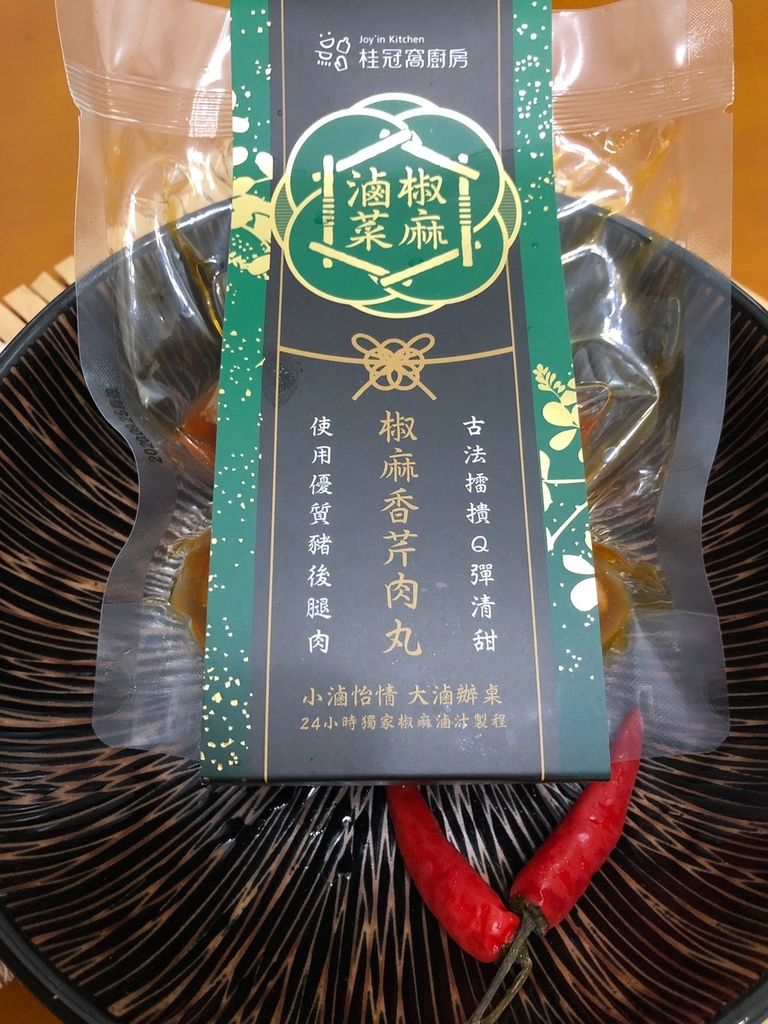 Joy'in Kitchen
桂冠窩廚房
椒麻
滷菜
古法擂撌Q彈清甜
椒麻香芹肉丸
使用優質豬後腿肉
小滷怡情 大滷辦桌
24小時獨家椒麻滷汁製程